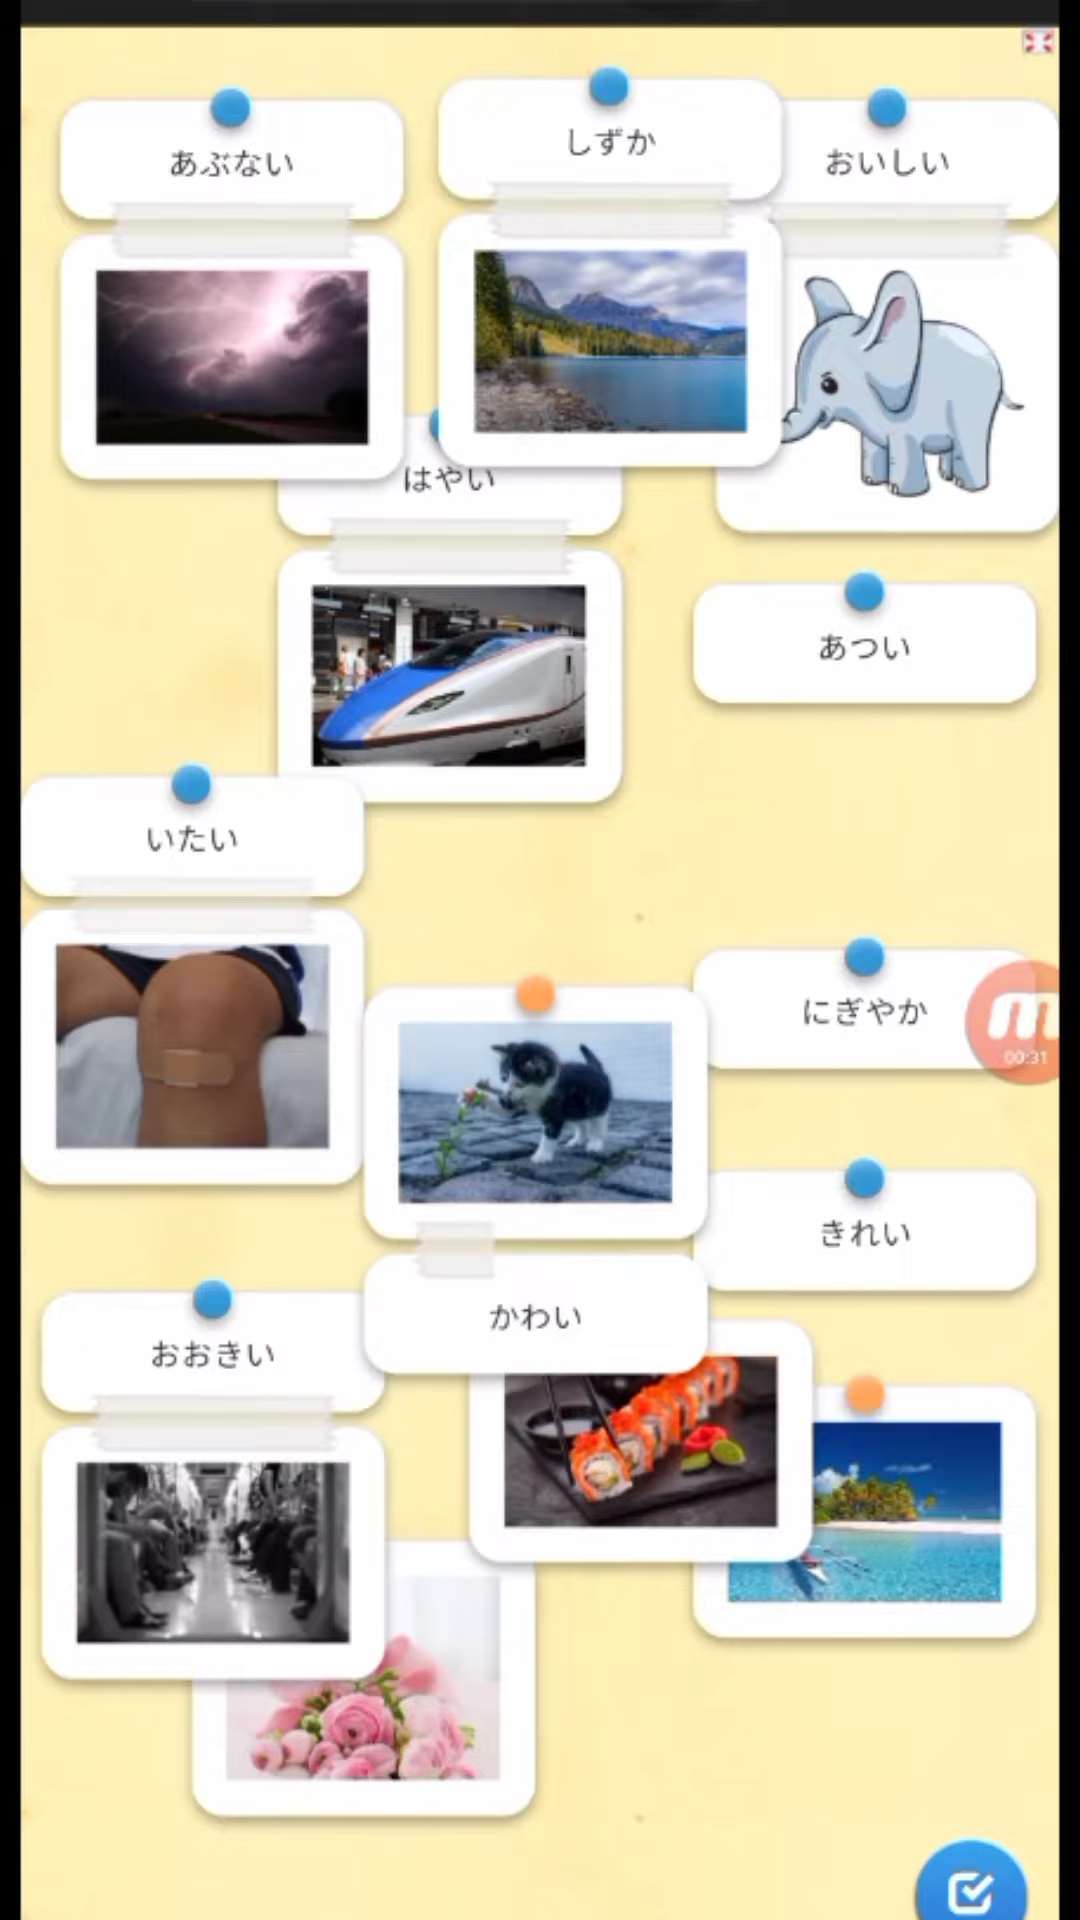 あぶない
しずか
おいしい
はやい
あつい
いたい
にぎやか
00:31
きれい
かわい
おおきい